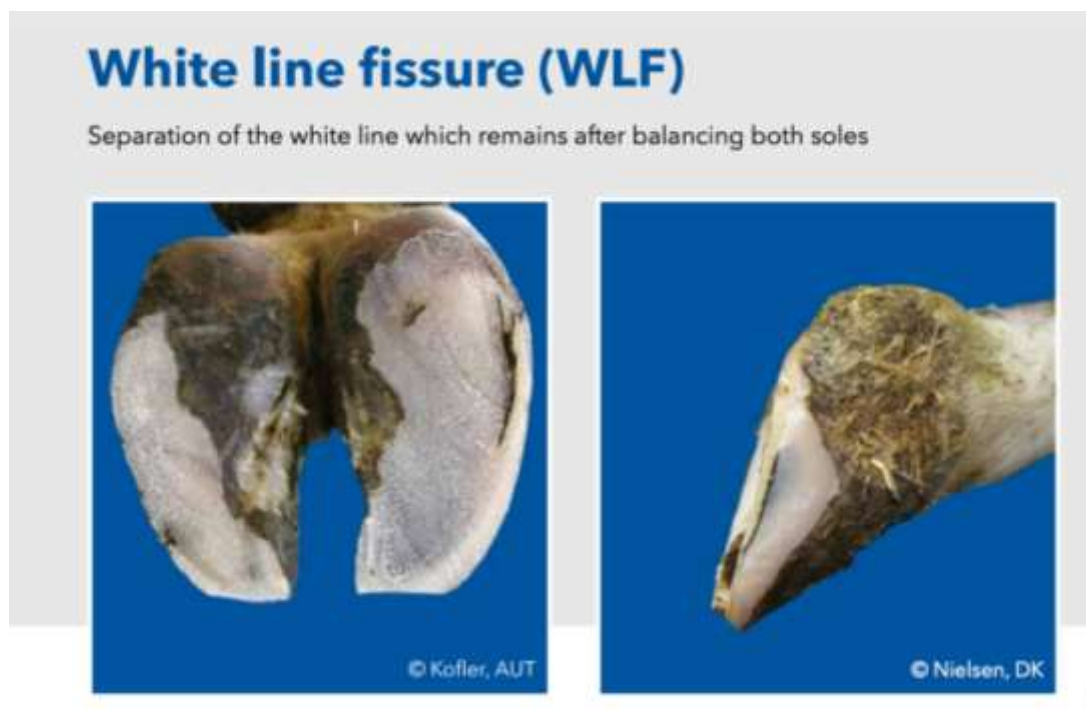 White line fissure (WLF)
Separation of the white line which remains after balancing both soles
© Kofler, AUT
© Nielsen, DK